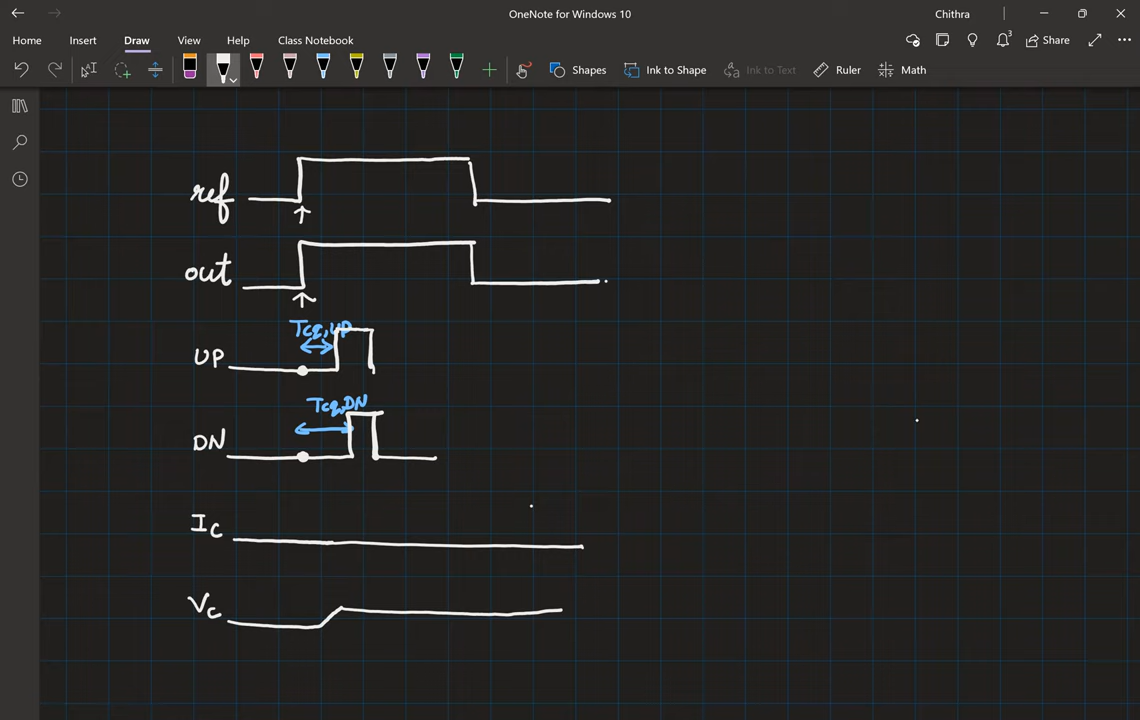 OneNote for Windows 10
Chithra
Home Insert Draw View Help Class Notebook
3 Share
Shapes Ink to Shape Ink to Text Ruler Math
ref
out
Tcq,UP
UP
Tcq,DN
DN
Ic
Vc